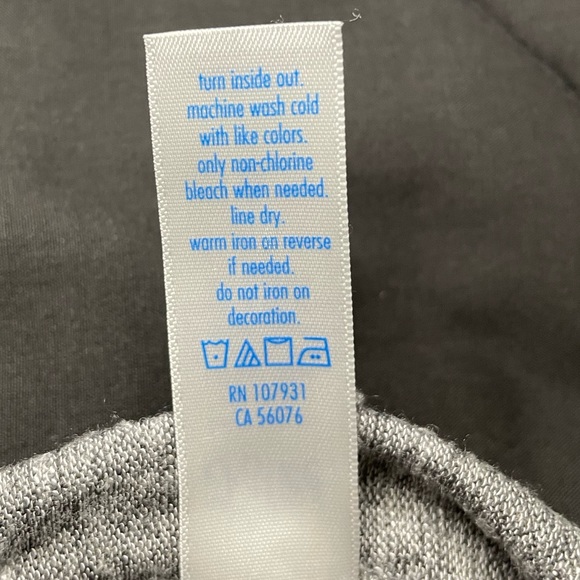 turn inside out.
machine wash cold
with like colors.
only non-chlorine
bleach when needed.
line dry.
warm iron on reverse
if needed.
do not iron on
decoration.
RN 107931
CA 56076